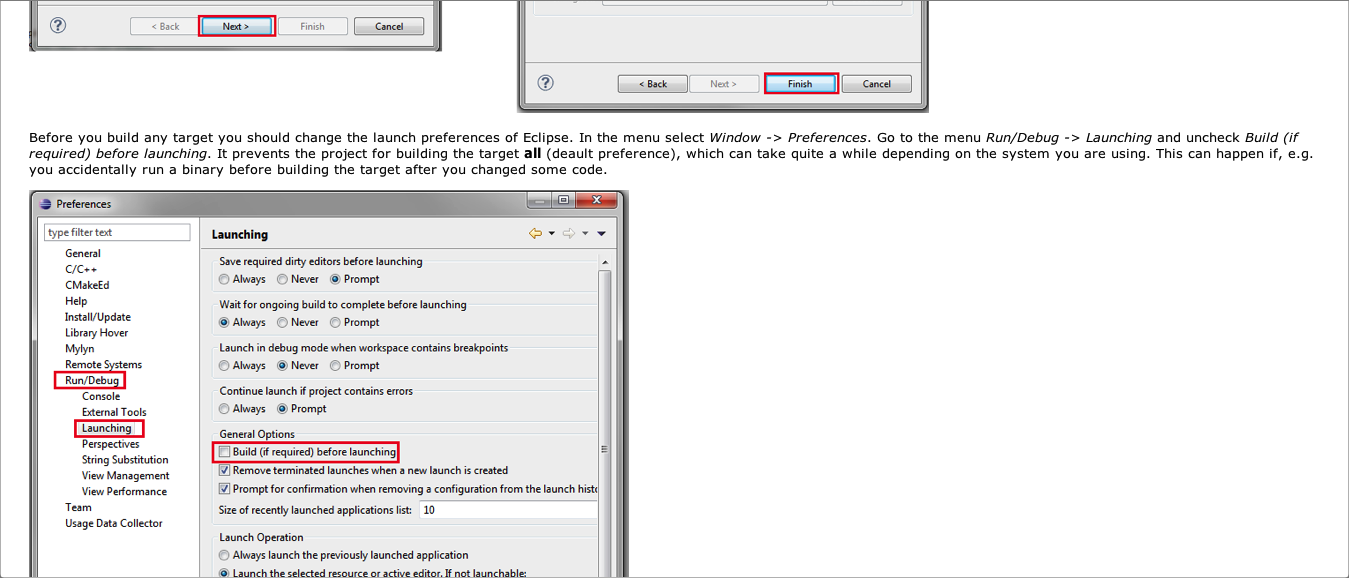 < Back Next > Finish Cancel
< Back Next > Finish Cancel
Before you build any target you should change the launch preferences of Eclipse. In the menu select Window -> Preferences. Go to the menu Run/Debug -> Launching and uncheck Build (if
required) before launching. It prevents the project for building the target all (deault preference), which can take quite a while depending on the system you are using. This can happen if, e.g.
you accidentally run a binary before building the target after you changed some code.
Preferences
type filter text
General
C/C++
CMakeEd
Help
Install/Update
Library Hover
Mylyn
Remote Systems
Run/Debug
Console
External Tools
Launching
Perspectives
String Substitution
View Management
View Performance
Team
Usage Data Collector
Launching
Save required dirty editors before launching
Always Never Prompt
Wait for ongoing build to complete before launching
Always Never Prompt
Launch in debug mode when workspace contains breakpoints
Always Never Prompt
Continue launch if project contains errors
Always Prompt
General Options
Build (if required) before launching
Remove terminated launches when a new launch is created
Prompt for confirmation when removing a configuration from the launch histo
Size of recently launched applications list: 10
Launch Operation
Always launch the previously launched application
Launch the selected resource or active editor. If not launchable: